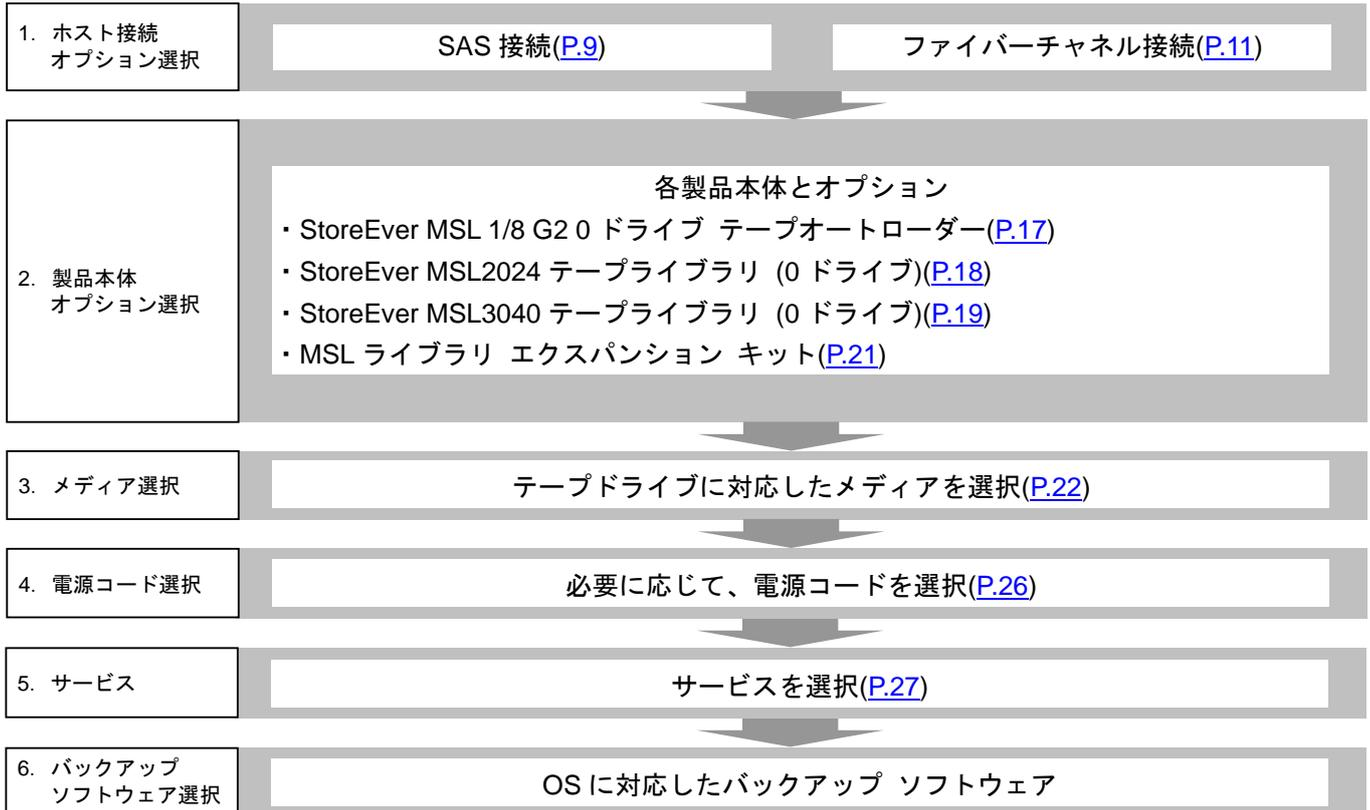 1. ホスト接続
オプション選択
SAS 接続(P.9)
ファイバーチャネル接続(P.11)
2. 製品本体
オプション選択
各製品本体とオプション
・StoreEver MSL 1/8 G2 0 ドライブ テープオートローダー(P.17)
・StoreEver MSL2024 テープライブラリ (0 ドライブ)(P.18)
・StoreEver MSL3040 テープライブラリ (0 ドライブ)(P.19)
・MSL ライブラリ エクスパンション キット(P.21)
3. メディア選択
テープドライブに対応したメディアを選択(P.22)
4. 電源コード選択
必要に応じて、電源コードを選択(P.26)
5. サービス
サービスを選択(P.27)
6. バックアップ
ソフトウェア選択
OS に対応したバックアップ ソフトウェア